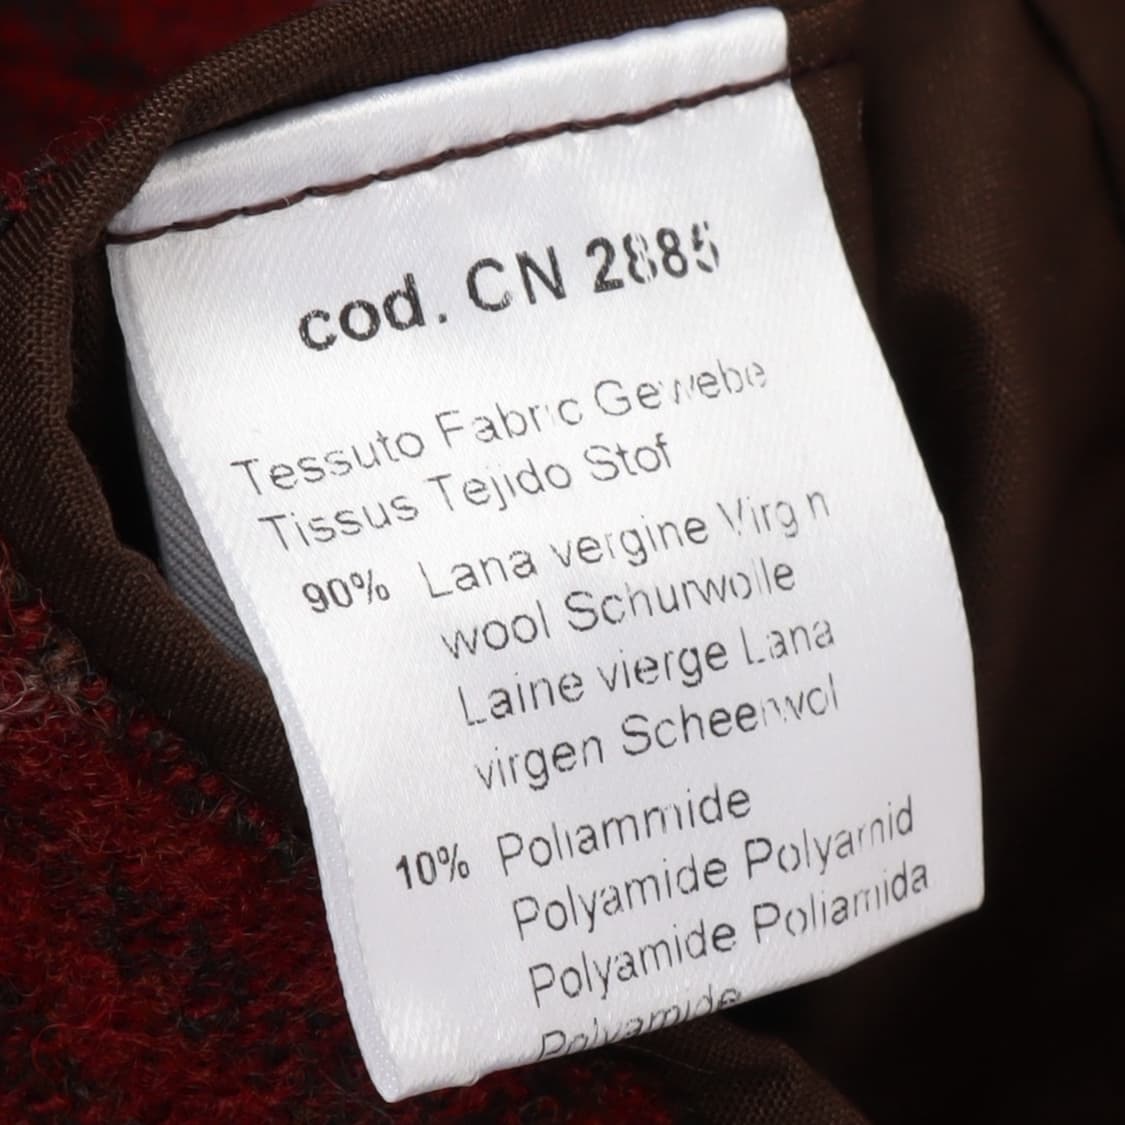 cod. CN 2885
Tessuto Fabric Gewebe
Tissus Tejido Stof
90% Lana vergine Virgin
wool Schurwolle
Laine vierge Lana
virgen Scheerwol
10% Poliammide
Polyamide Polyamid
Polyamide Poliamida
Polyamide